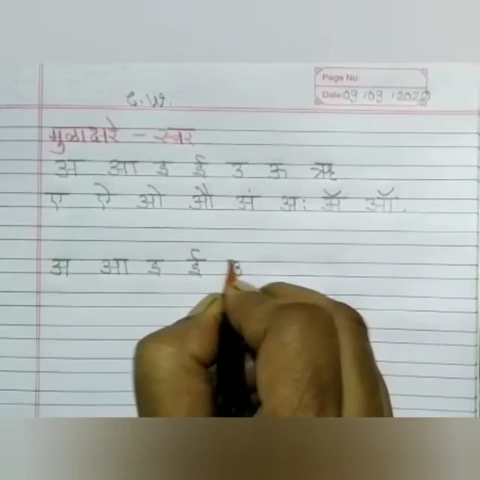 C.W.
Page No:
Date: 09/09/2020
मुळाक्षरे - स्वर
अ आ इ ई उ ऊ ऋ
ए ऐ ओ औ अं अः ॲ ऑ.
अ आ इ ई उ